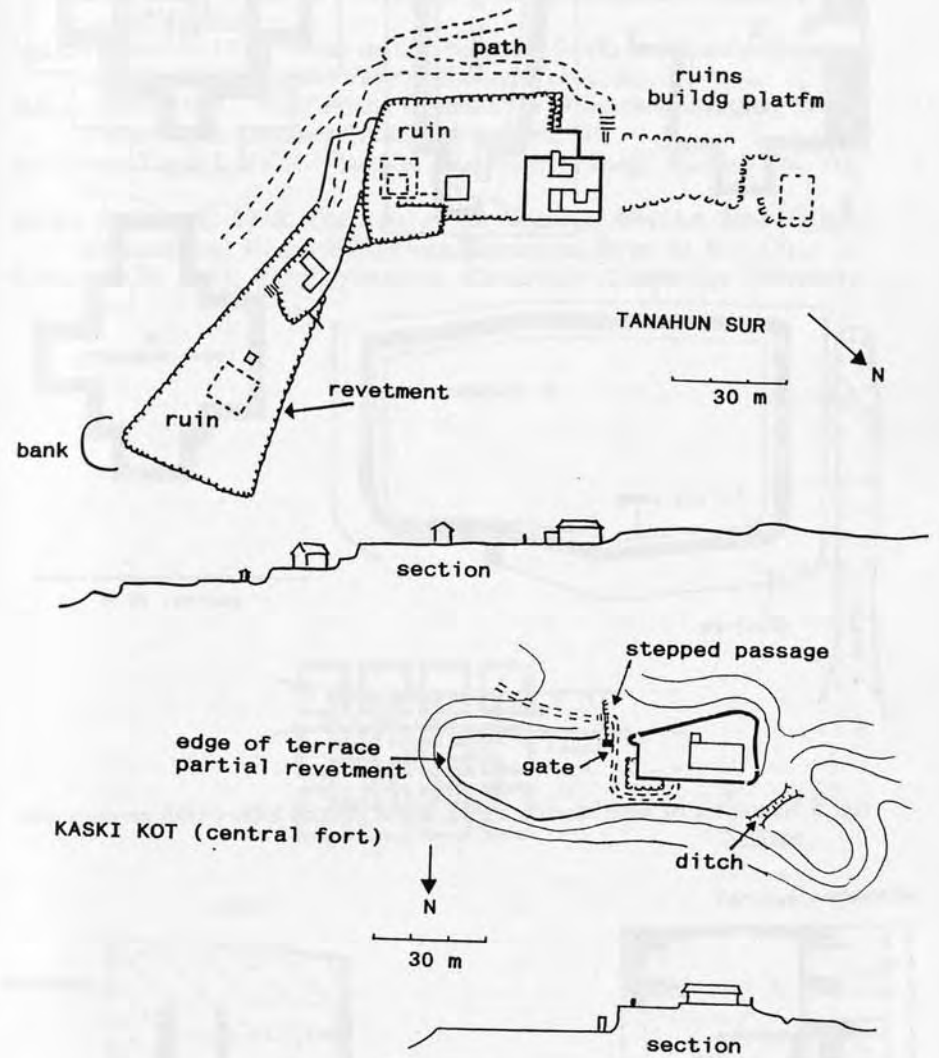 path
ruins
buildg platfm
ruin
TANAHUN SUR
N
30 m
revetment
ruin
bank
section
stepped passage
edge of terrace
partial revetment
gate
KASKI KOT (central fort)
ditch
N
30 m
section